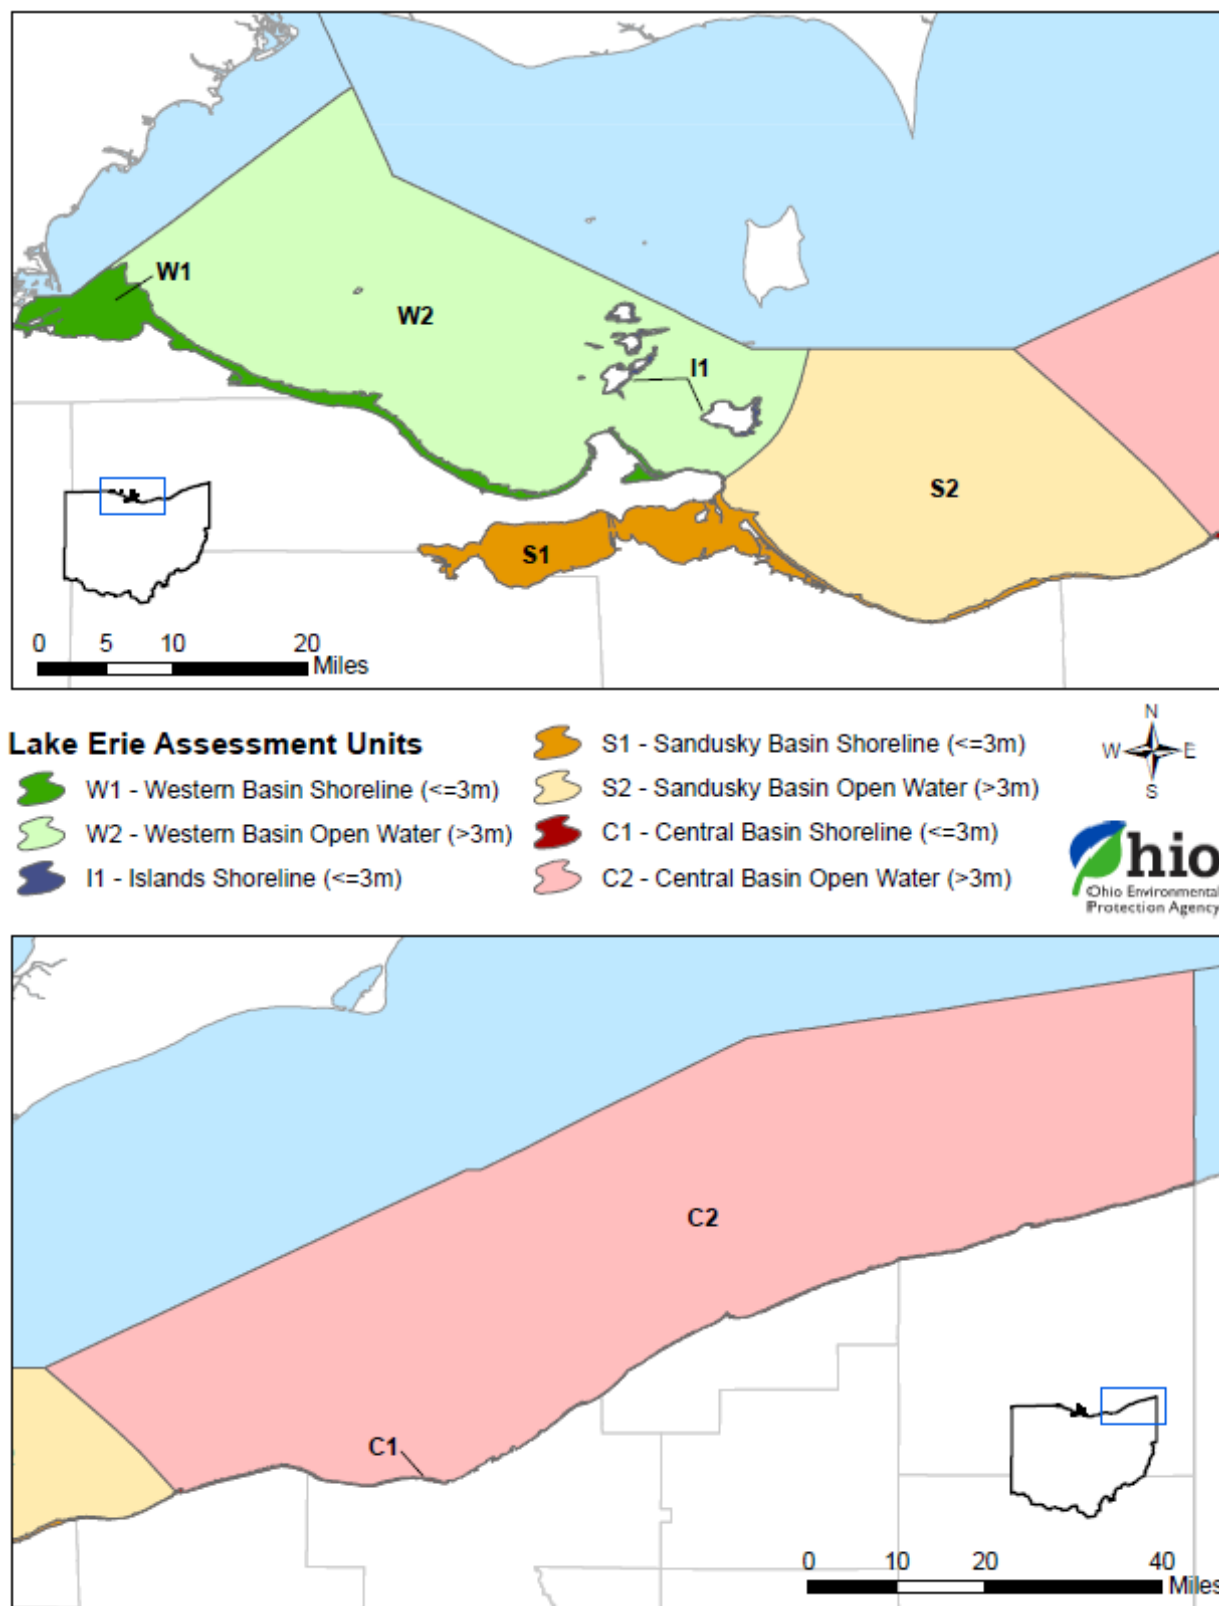 W1
W2
I1
S2
S1
0 5 10 20
Miles
Lake Erie Assessment Units
W1 - Western Basin Shoreline (<=3m)
W2 - Western Basin Open Water (>3m)
I1 - Islands Shoreline (<=3m)
S1 - Sandusky Basin Shoreline (<=3m)
S2 - Sandusky Basin Open Water (>3m)
C1 - Central Basin Shoreline (<=3m)
C2 - Central Basin Open Water (>3m)
N
W E
S
Ohio
Ohio Environmental
Protection Agency
C2
C1
0 10 20 40
Miles